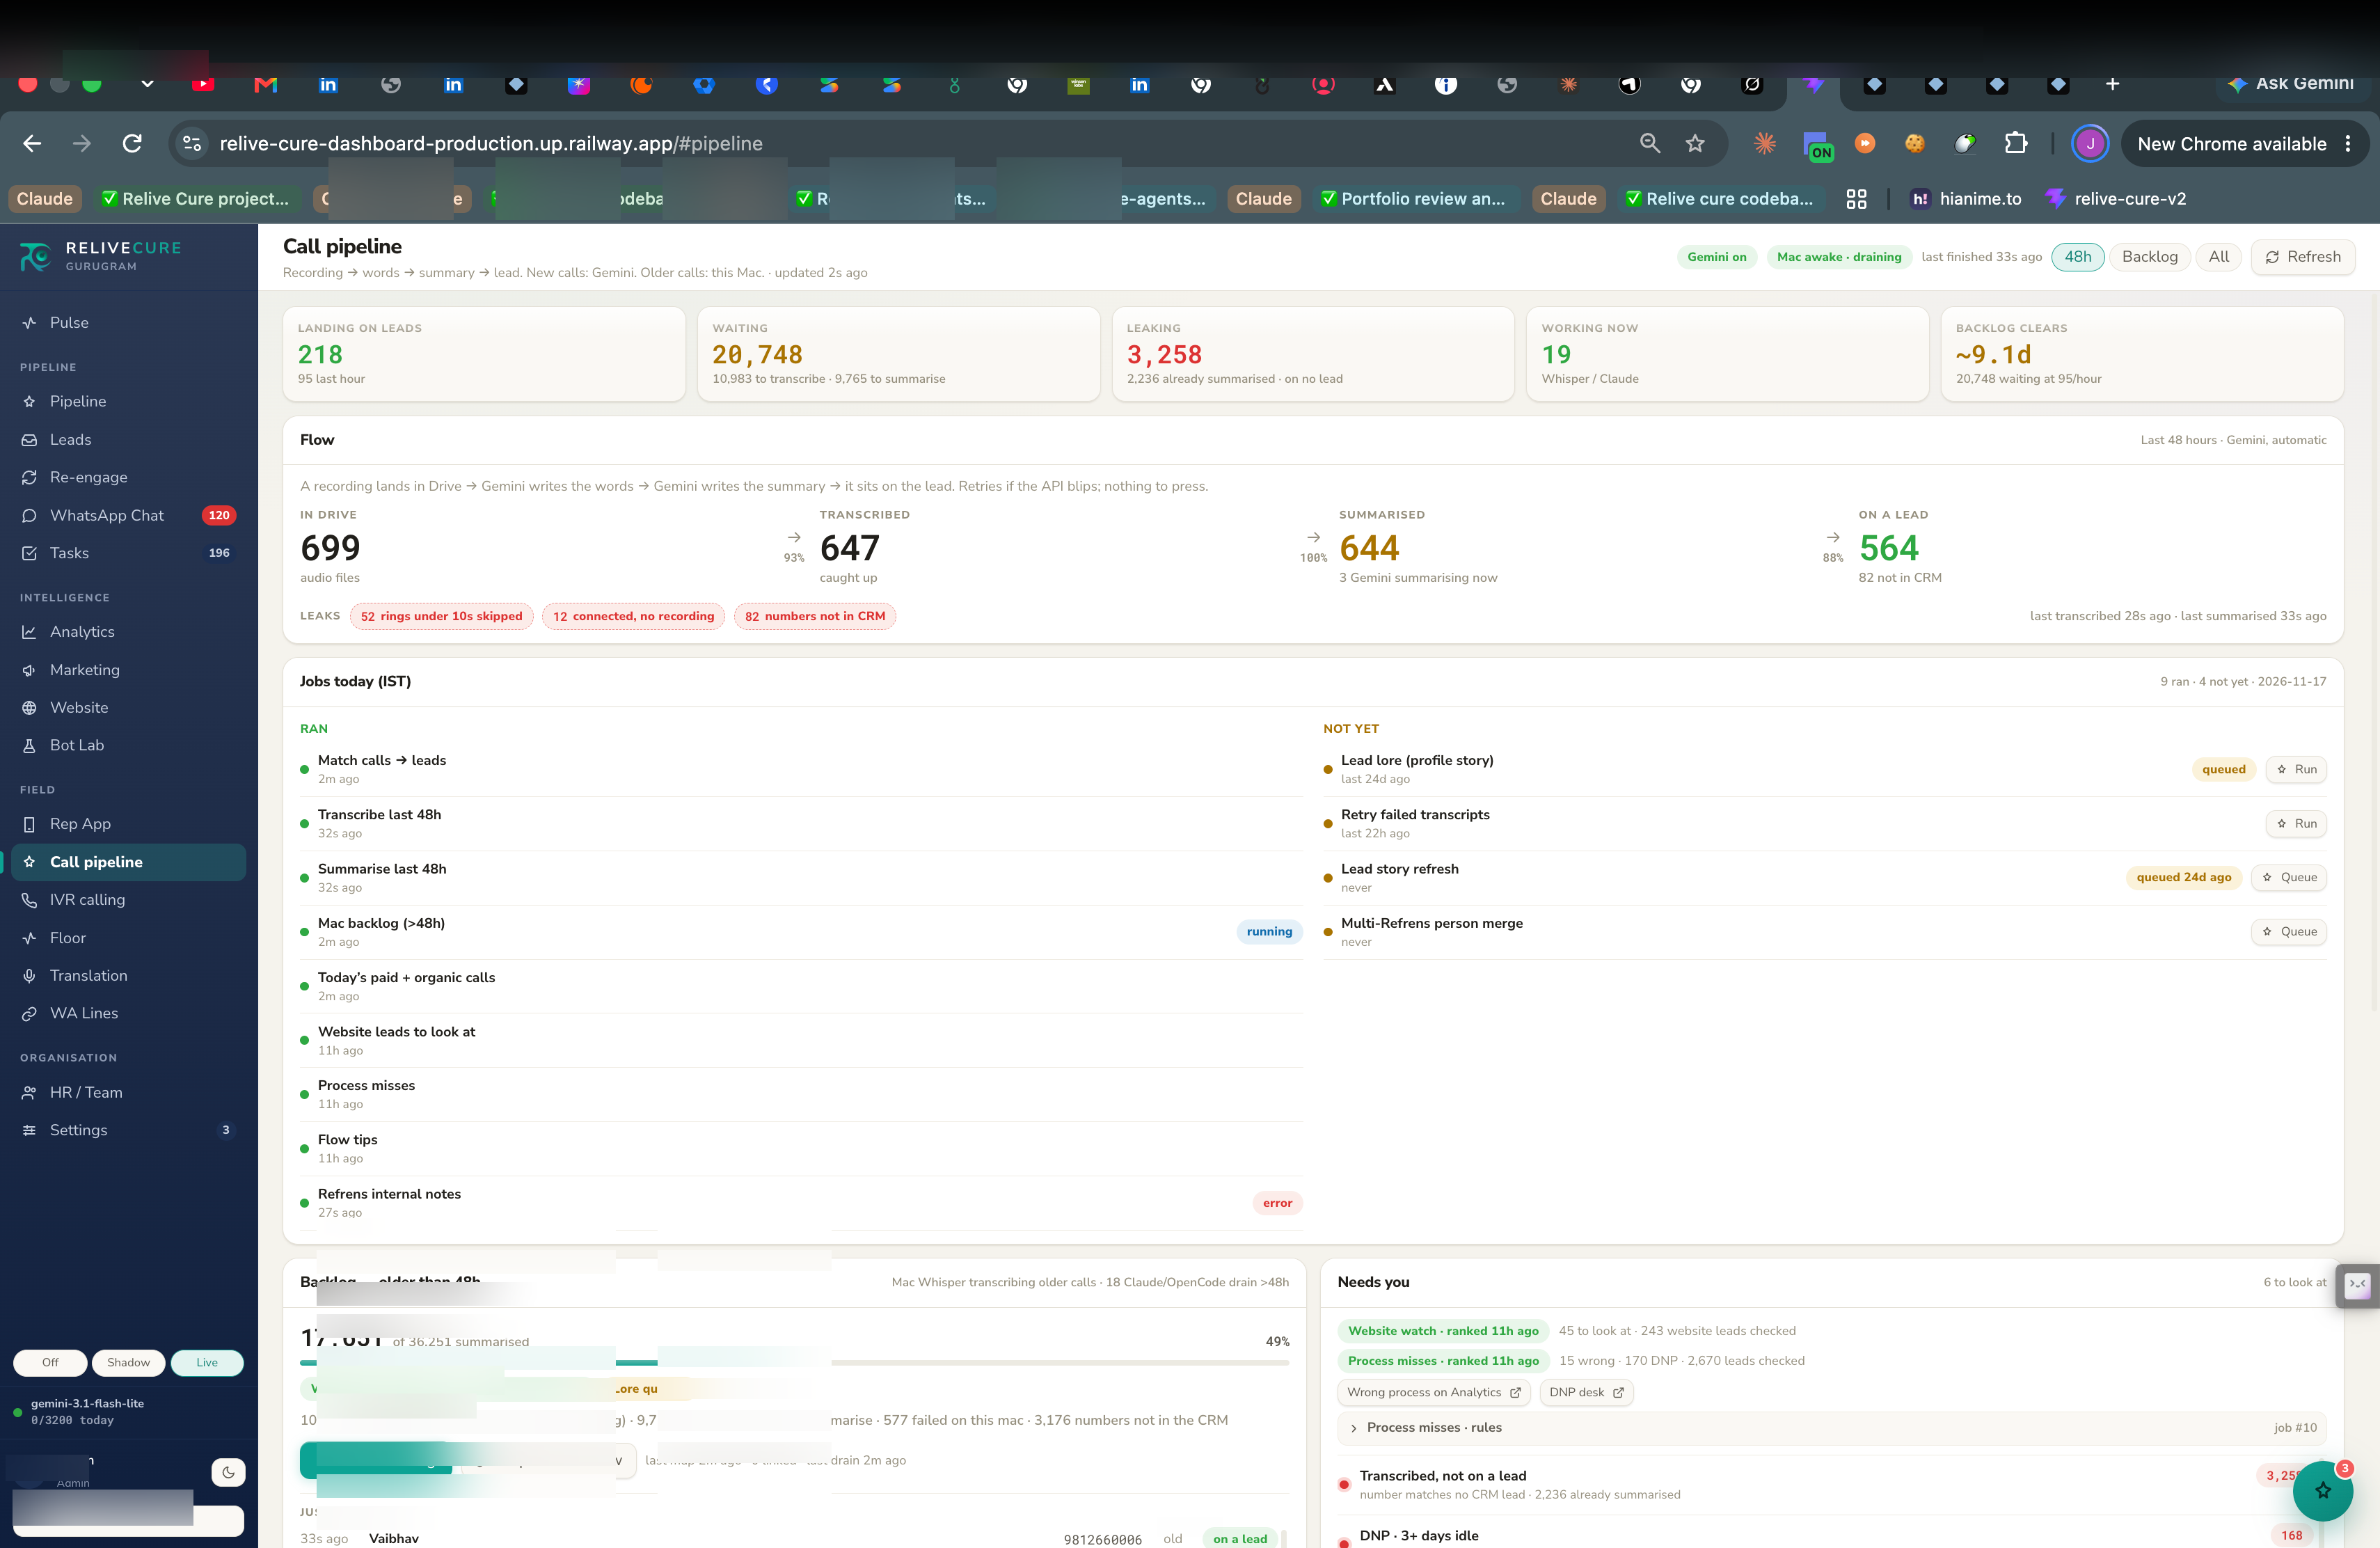 Ask Gemini
relive-cure-dashboard-production.up.railway.app/#pipeline
ON
J
New Chrome available
Claude
✅ Relive Cure project...
✅ Portfolio review an...
Claude
✅ Relive cure codeba...
h! hianime.to
relive-cure-v2
RELIVECURE
GURUGRAM
Pulse
PIPELINE
Pipeline
Leads
Re-engage
WhatsApp Chat 120
Tasks 196
INTELLIGENCE
Analytics
Marketing
Website
Bot Lab
FIELD
Rep App
Call pipeline
IVR calling
Floor
Translation
WA Lines
ORGANISATION
HR / Team
Settings 3
Off Shadow Live
gemini-3.1-flash-lite
0/3200 today
Admin
Call pipeline
Recording → words → summary → lead. New calls: Gemini. Older calls: this Mac. · updated 2s ago
Gemini on
Mac awake · draining
last finished 33s ago
48h
Backlog
All
Refresh
LANDING ON LEADS
218
95 last hour
WAITING
20,748
10,983 to transcribe · 9,765 to summarise
LEAKING
3,258
2,236 already summarised · on no lead
WORKING NOW
19
Whisper / Claude
BACKLOG CLEARS
~9.1d
20,748 waiting at 95/hour
Flow
Last 48 hours · Gemini, automatic
A recording lands in Drive → Gemini writes the words → Gemini writes the summary → it sits on the lead. Retries if the API blips; nothing to press.
IN DRIVE
699
audio files
→
93%
TRANSCRIBED
647
caught up
→
100%
SUMMARISED
644
3 Gemini summarising now
→
88%
ON A LEAD
564
82 not in CRM
LEAKS
52 rings under 10s skipped
12 connected, no recording
82 numbers not in CRM
last transcribed 28s ago · last summarised 33s ago
Jobs today (IST)
9 ran · 4 not yet · 2026-11-17
RAN
Match calls → leads
2m ago
Transcribe last 48h
32s ago
Summarise last 48h
32s ago
Mac backlog (>48h)
2m ago
running
Today's paid + organic calls
2m ago
Website leads to look at
11h ago
Process misses
11h ago
Flow tips
11h ago
Refrens internal notes
27s ago
error
NOT YET
Lead lore (profile story)
last 24d ago
queued
Run
Retry failed transcripts
last 22h ago
Run
Lead story refresh
never
queued 24d ago
Queue
Multi-Refrens person merge
never
Queue
older than 48h
Mac Whisper transcribing older calls · 18 Claude/OpenCode drain >48h
17,651 of 36,251 summarised
49%
577 failed on this mac · 3,176 numbers not in the CRM
drain 2m ago
33s ago Vaibhav 9812660006 old on a lead
Needs you
6 to look at
Website watch · ranked 11h ago
45 to look at · 243 website leads checked
Process misses · ranked 11h ago
15 wrong · 170 DNP · 2,670 leads checked
Wrong process on Analytics
DNP desk
Process misses · rules
job #10
Transcribed, not on a lead
number matches no CRM lead · 2,236 already summarised
3
DNP · 3+ days idle
168